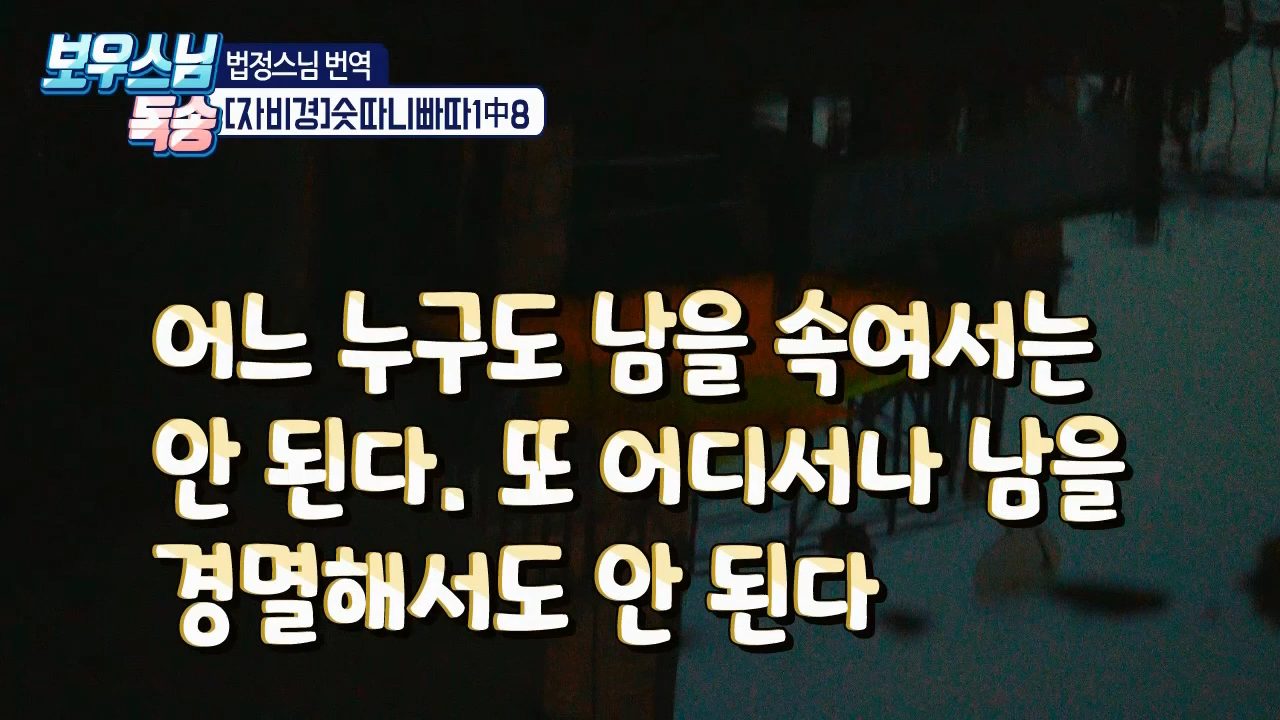 보우스님
법정스님 번역
독송
[자비경]숫따니빠따1中8
어느 누구도 남을 속여서는
안 된다. 또 어디서나 남을
경멸해서도 안 된다